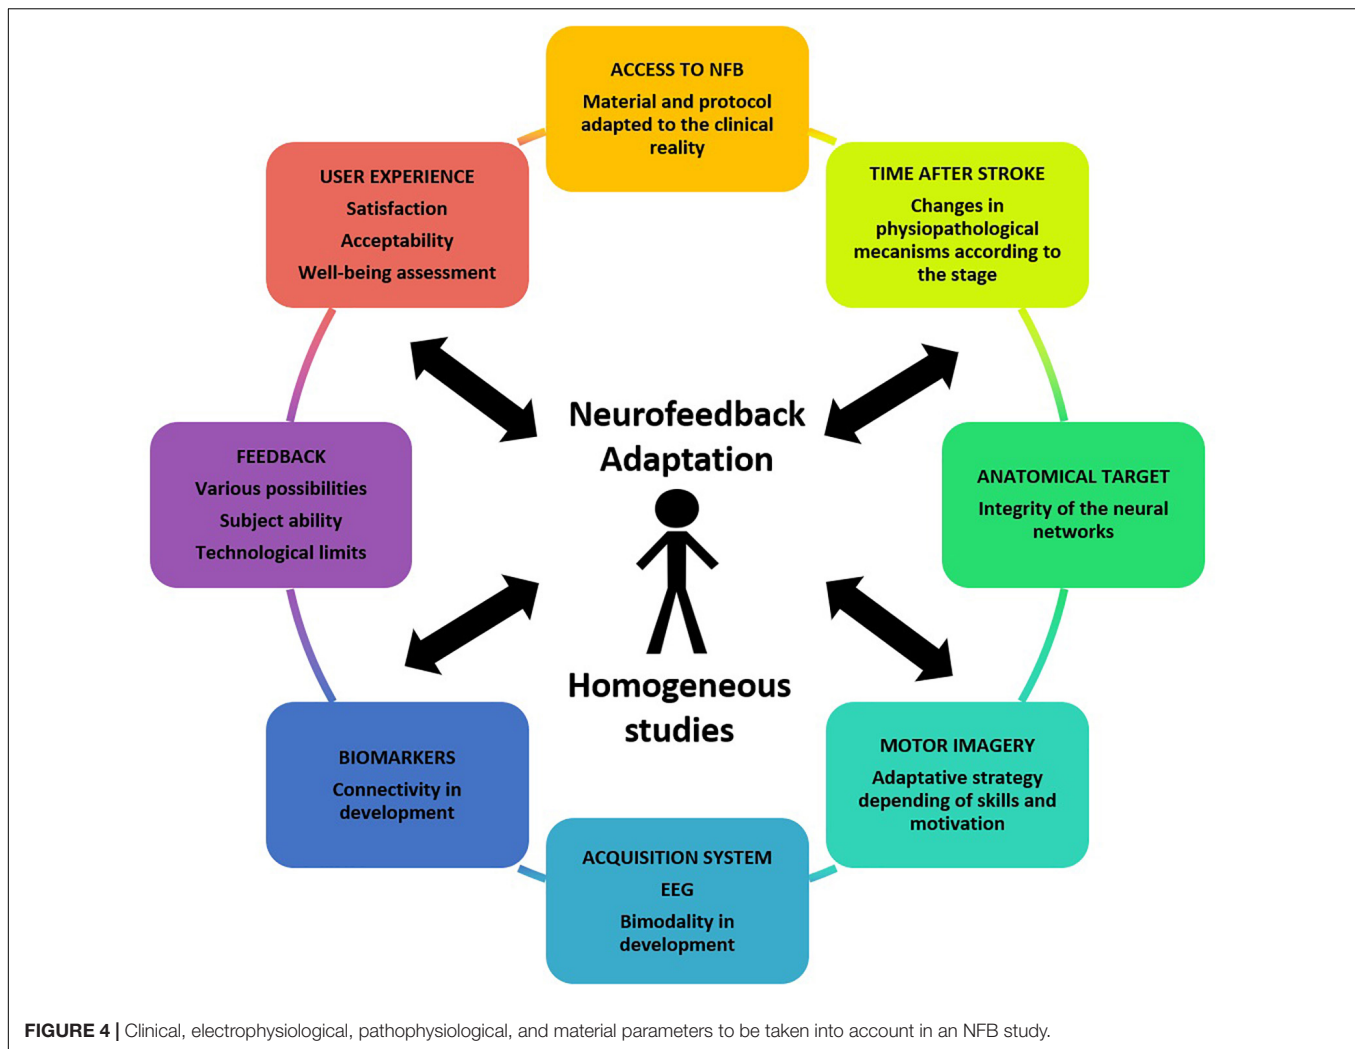 ACCESS TO NFB
Material and protocol
adapted to the clinical
reality
TIME AFTER STROKE
Changes in
physiopathological
mecanisms according to
the stage
ANATOMICAL TARGET
Integrity of the neural
networks
MOTOR IMAGERY
Adaptative strategy
depending of skills and
motivation
ACQUISITION SYSTEM
EEG
Bimodality in
development
BIOMARKERS
Connectivity in
development
FEEDBACK
Various possibilities
Subject ability
Technological limits
USER EXPERIENCE
Satisfaction
Acceptability
Well-being assessment
Neurofeedback
Adaptation
Homogeneous
studies
FIGURE 4 | Clinical, electrophysiological, pathophysiological, and material parameters to be taken into account in an NFB study.